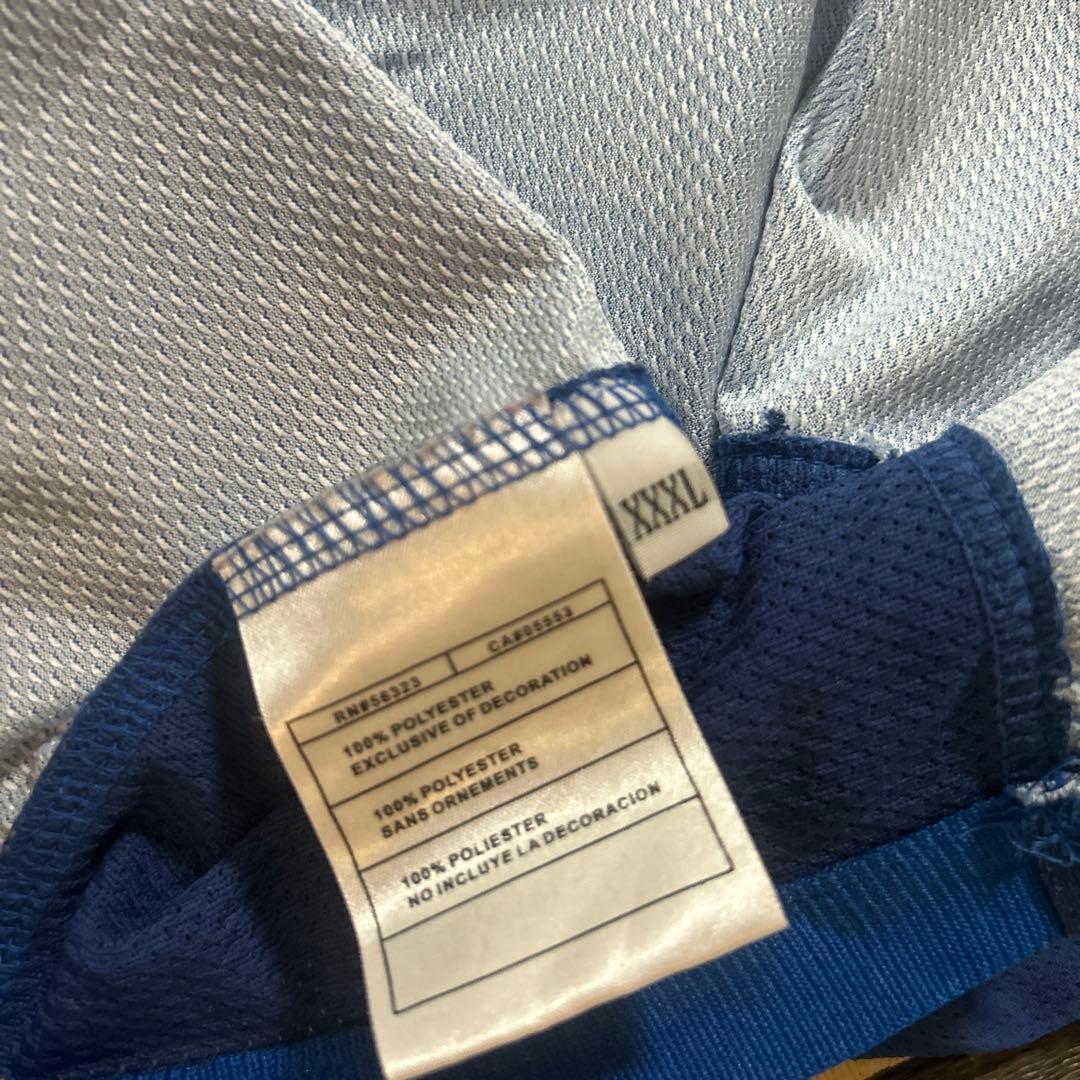 XXXL
RN#56323 CA#05553
100% POLYESTER
EXCLUSIVE OF DECORATION
100% POLYESTER
SANS ORNEMENTS
100% POLIESTER
NO INCLUYE LA DECORACION